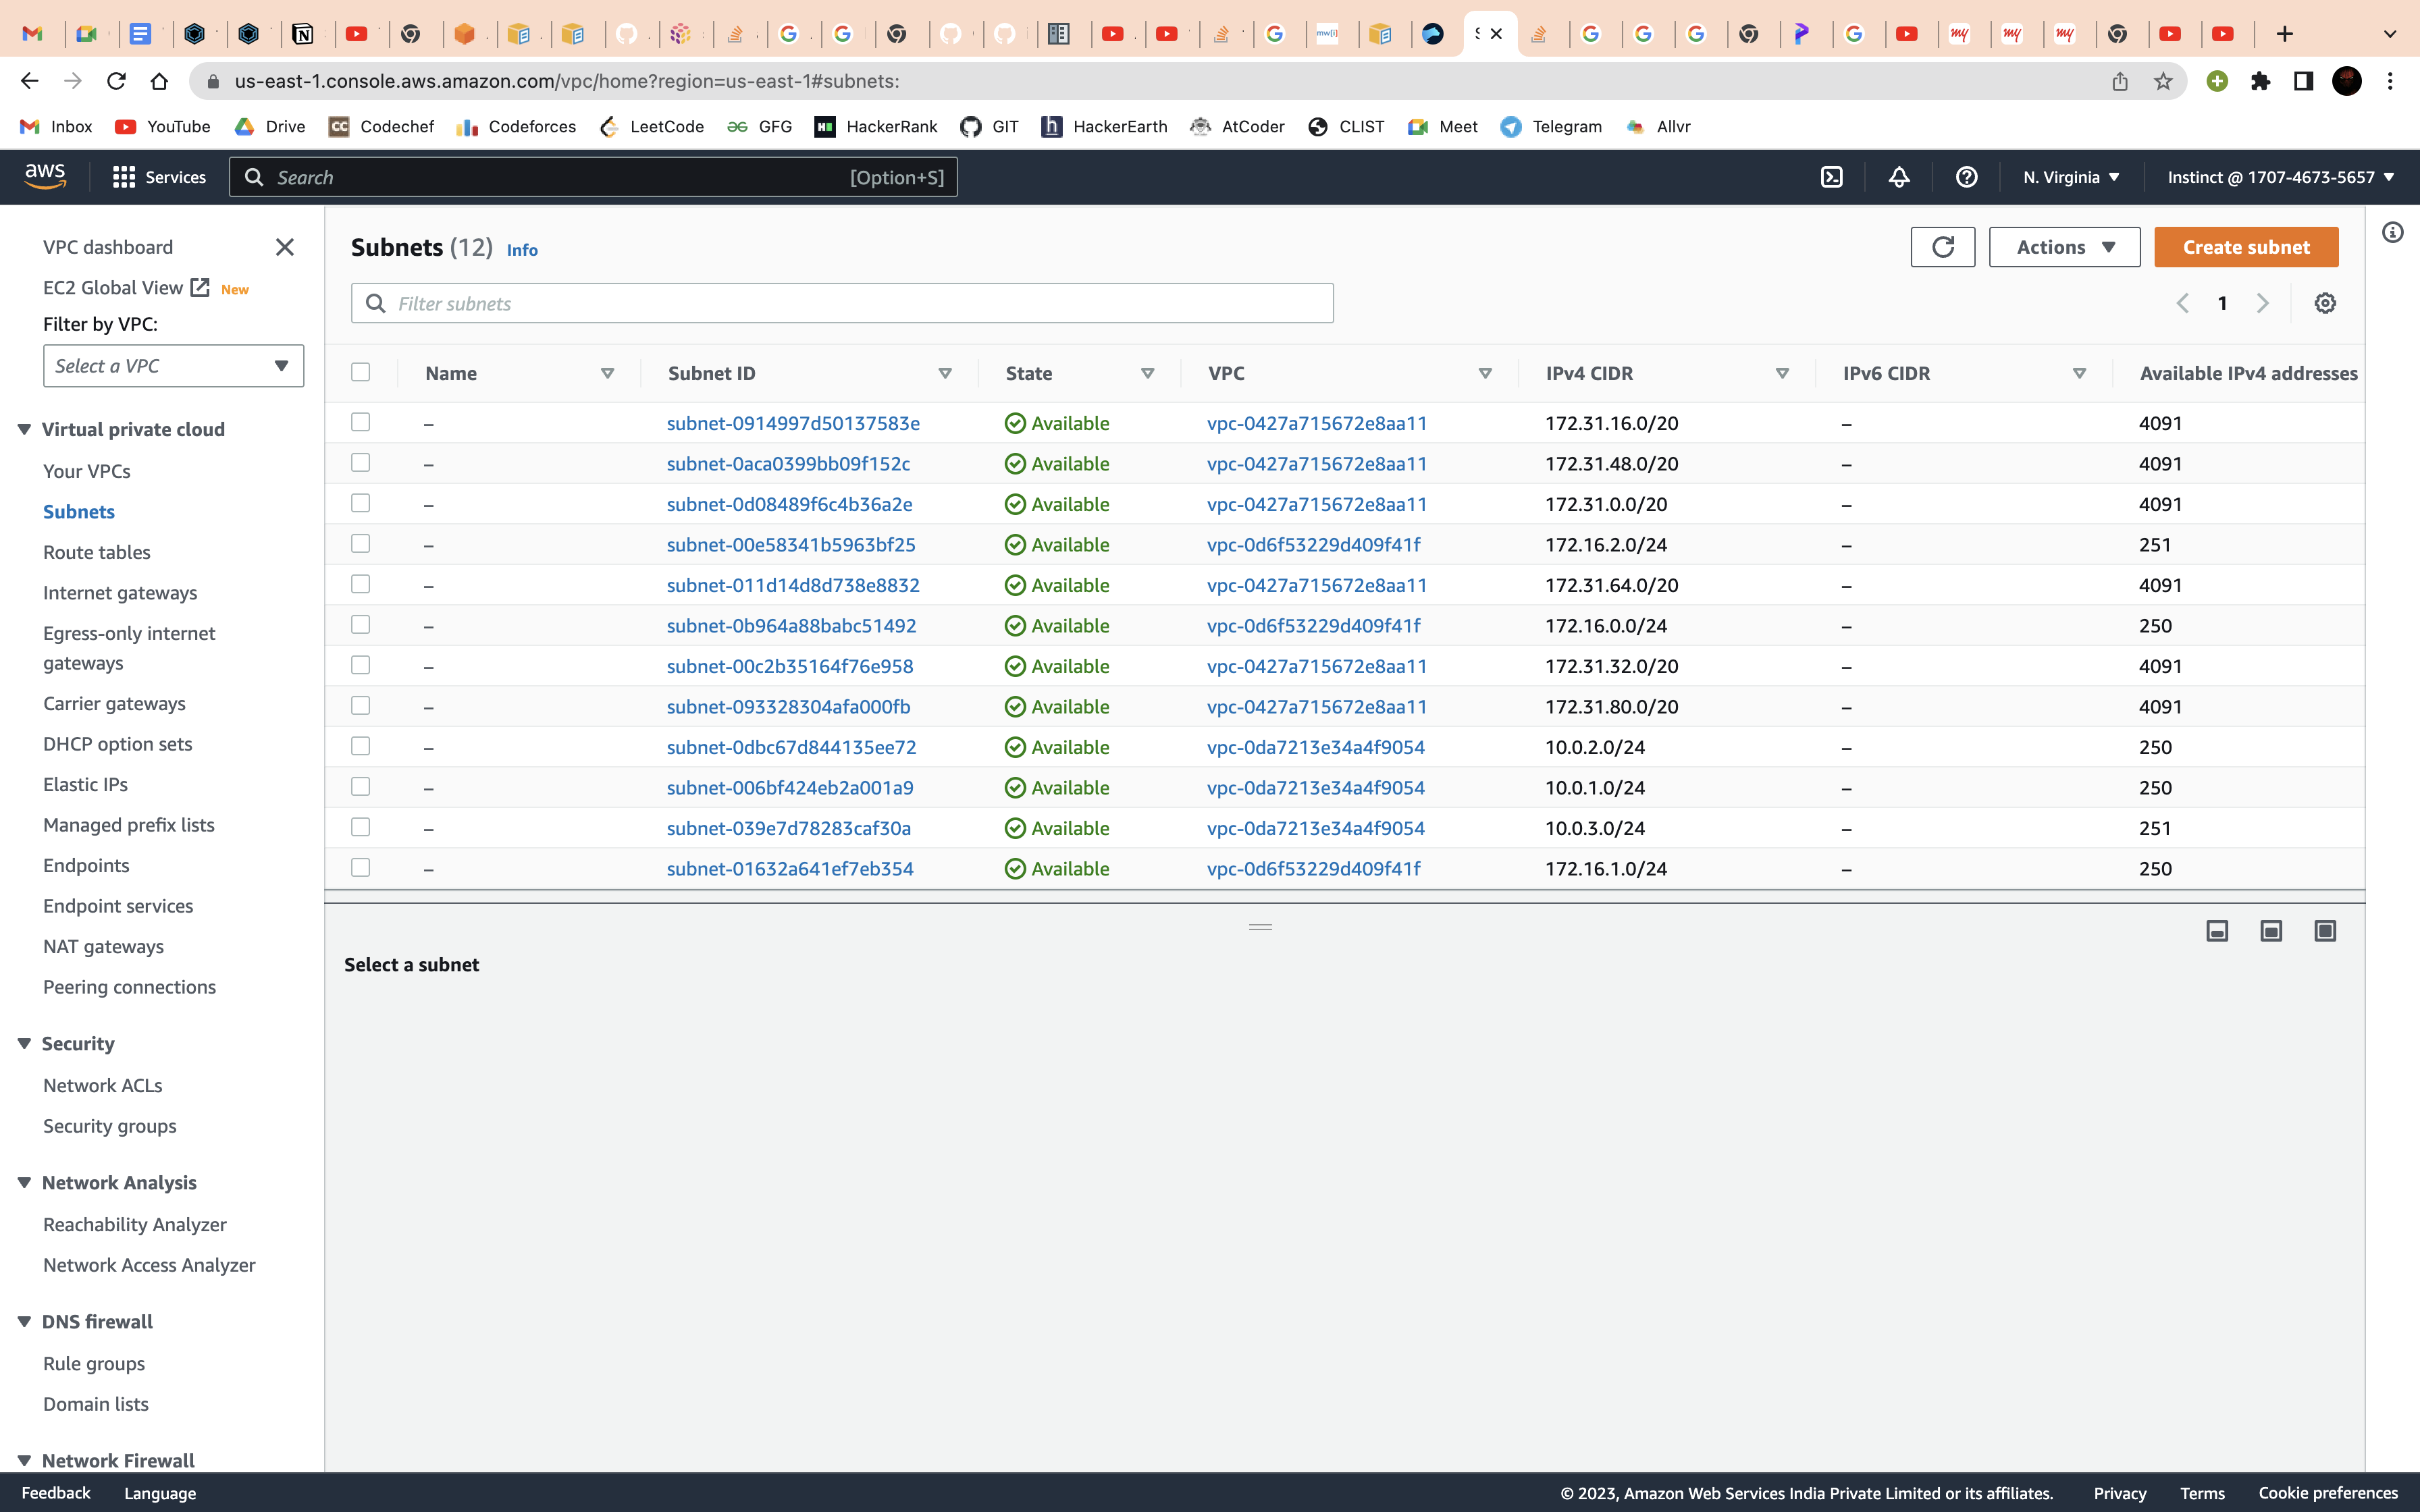 us-east-1.console.aws.amazon.com/vpc/home?region=us-east-1#subnets:
Inbox YouTube Drive Codechef Codeforces LeetCode GFG HackerRank GIT HackerEarth AtCoder CLIST Meet Telegram Allvr
aws Services Search [Option+S] N. Virginia Instinct @ 1707-4673-5657
VPC dashboard
EC2 Global View New
Filter by VPC:
Select a VPC
Virtual private cloud
Your VPCs
Subnets
Route tables
Internet gateways
Egress-only internet
gateways
Carrier gateways
DHCP option sets
Elastic IPs
Managed prefix lists
Endpoints
Endpoint services
NAT gateways
Peering connections
Security
Network ACLs
Security groups
Network Analysis
Reachability Analyzer
Network Access Analyzer
DNS firewall
Rule groups
Domain lists
Network Firewall
Subnets (12) Info
Actions Create subnet
Filter subnets
1
Name Subnet ID State VPC IPv4 CIDR IPv6 CIDR Available IPv4 addresses
– subnet-0914997d50137583e Available vpc-0427a715672e8aa11 172.31.16.0/20 – 4091
– subnet-0aca0399bb09f152c Available vpc-0427a715672e8aa11 172.31.48.0/20 – 4091
– subnet-0d08489f6c4b36a2e Available vpc-0427a715672e8aa11 172.31.0.0/20 – 4091
– subnet-00e58341b5963bf25 Available vpc-0d6f53229d409f41f 172.16.2.0/24 – 251
– subnet-011d14d8d738e8832 Available vpc-0427a715672e8aa11 172.31.64.0/20 – 4091
– subnet-0b964a88babc51492 Available vpc-0d6f53229d409f41f 172.16.0.0/24 – 250
– subnet-00c2b35164f76e958 Available vpc-0427a715672e8aa11 172.31.32.0/20 – 4091
– subnet-093328304afa000fb Available vpc-0427a715672e8aa11 172.31.80.0/20 – 4091
– subnet-0dbc67d844135ee72 Available vpc-0da7213e34a4f9054 10.0.2.0/24 – 250
– subnet-006bf424eb2a001a9 Available vpc-0da7213e34a4f9054 10.0.1.0/24 – 250
– subnet-039e7d78283caf30a Available vpc-0da7213e34a4f9054 10.0.3.0/24 – 251
– subnet-01632a641ef7eb354 Available vpc-0d6f53229d409f41f 172.16.1.0/24 – 250
Select a subnet
Feedback Language © 2023, Amazon Web Services India Private Limited or its affiliates. Privacy Terms Cookie preferences